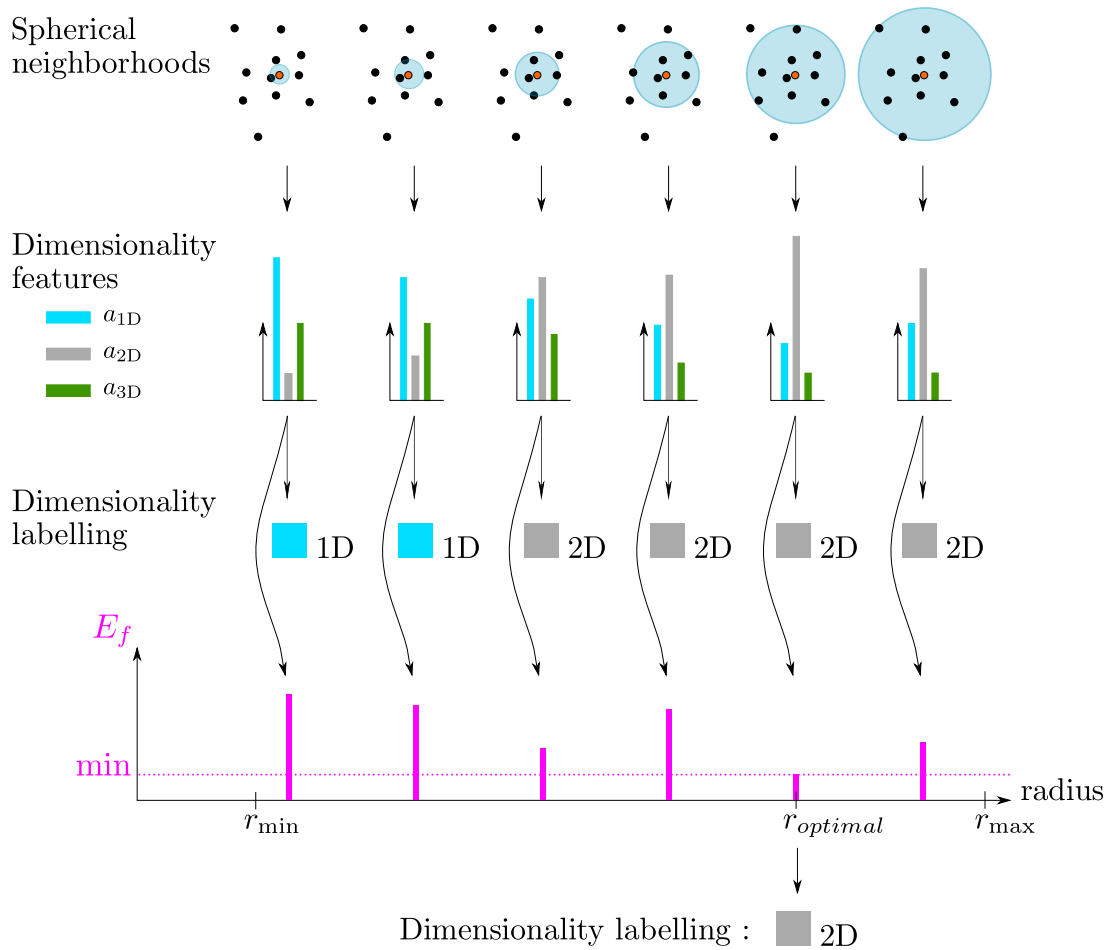 Spherical
neighborhoods
Dimensionality
features
a1D
a2D
a3D
Dimensionality
labelling
1D 1D 2D 2D 2D 2D
Ef
min
radius
rmin roptimal rmax
Dimensionality labelling : 2D